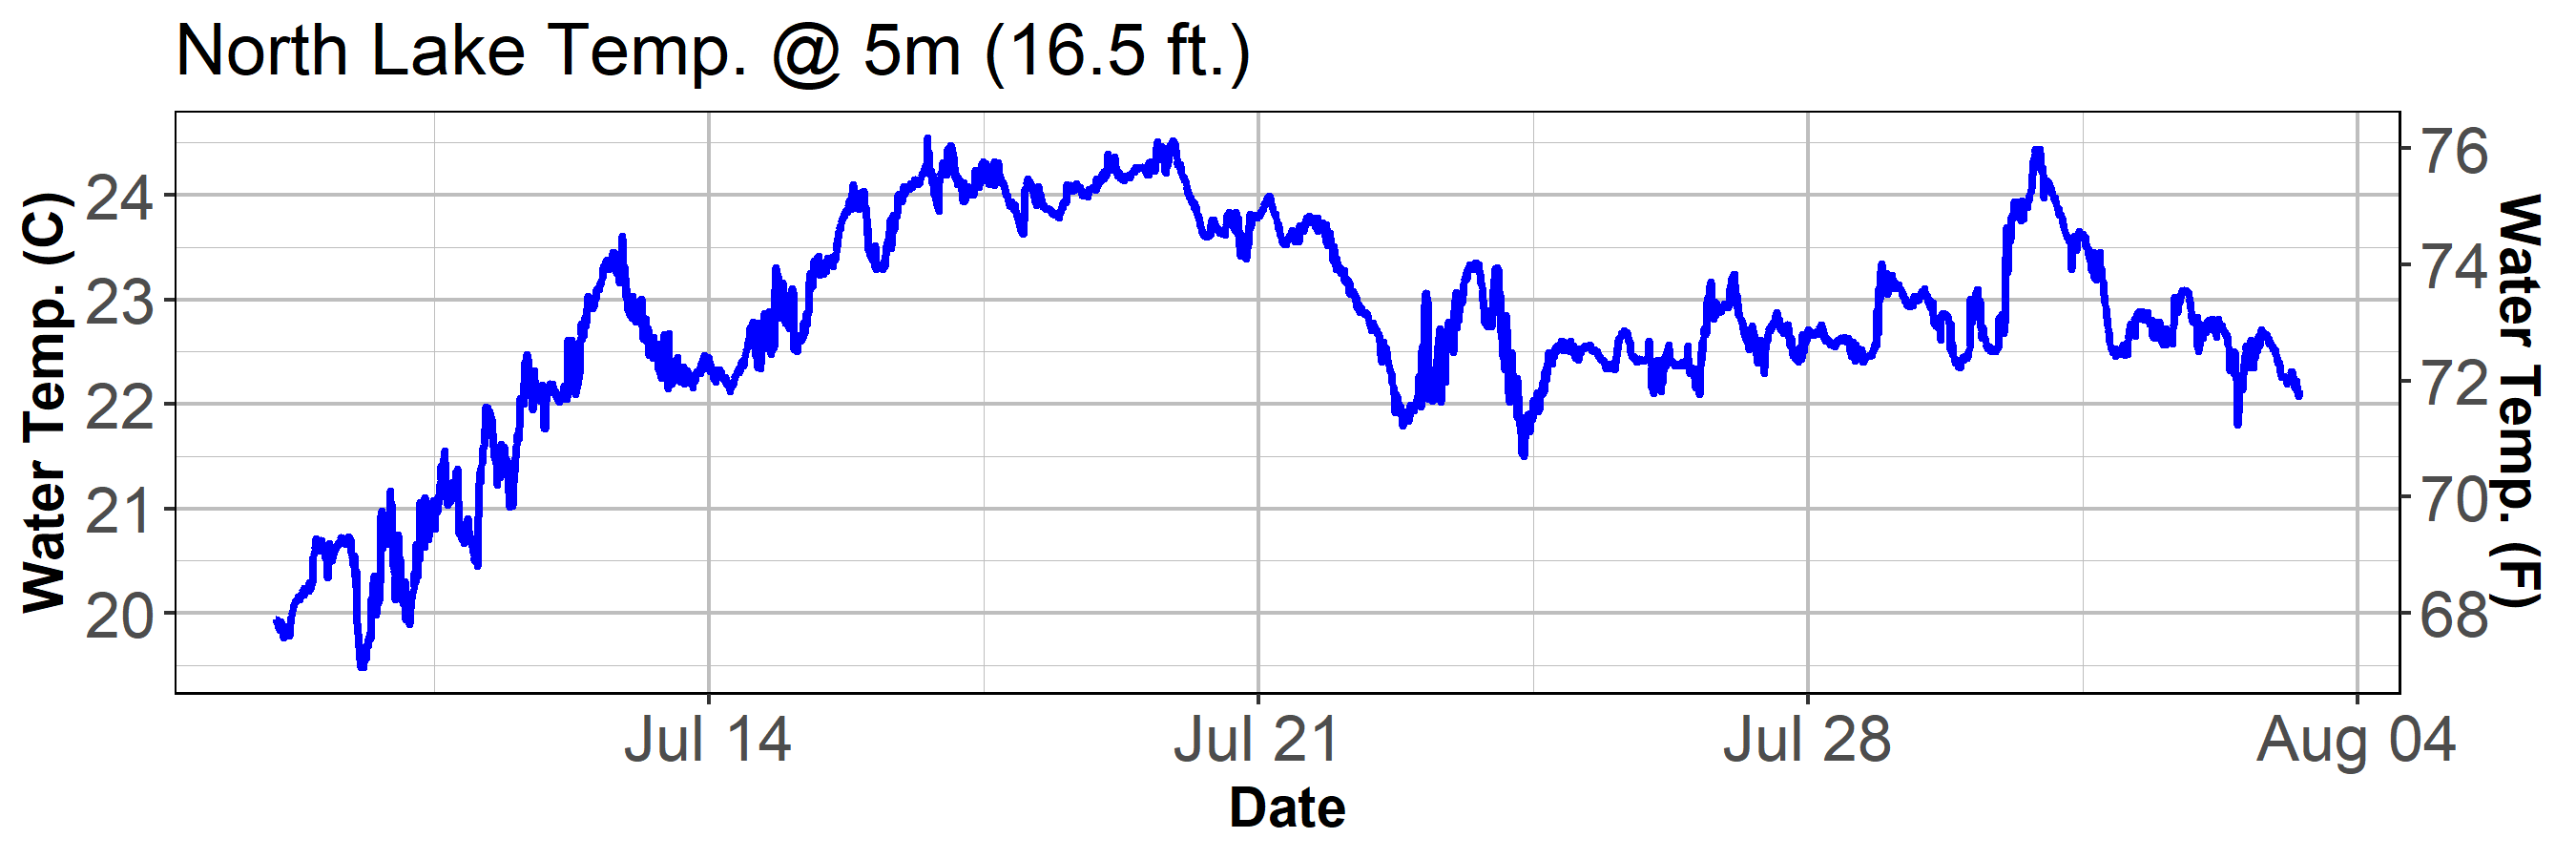 North Lake Temp. @ 5m (16.5 ft.)
Water Temp. (C)
24
23
22
21
20
76
74
72
70
68
Water Temp. (F)
Jul 14 Jul 21 Jul 28 Aug 04
Date